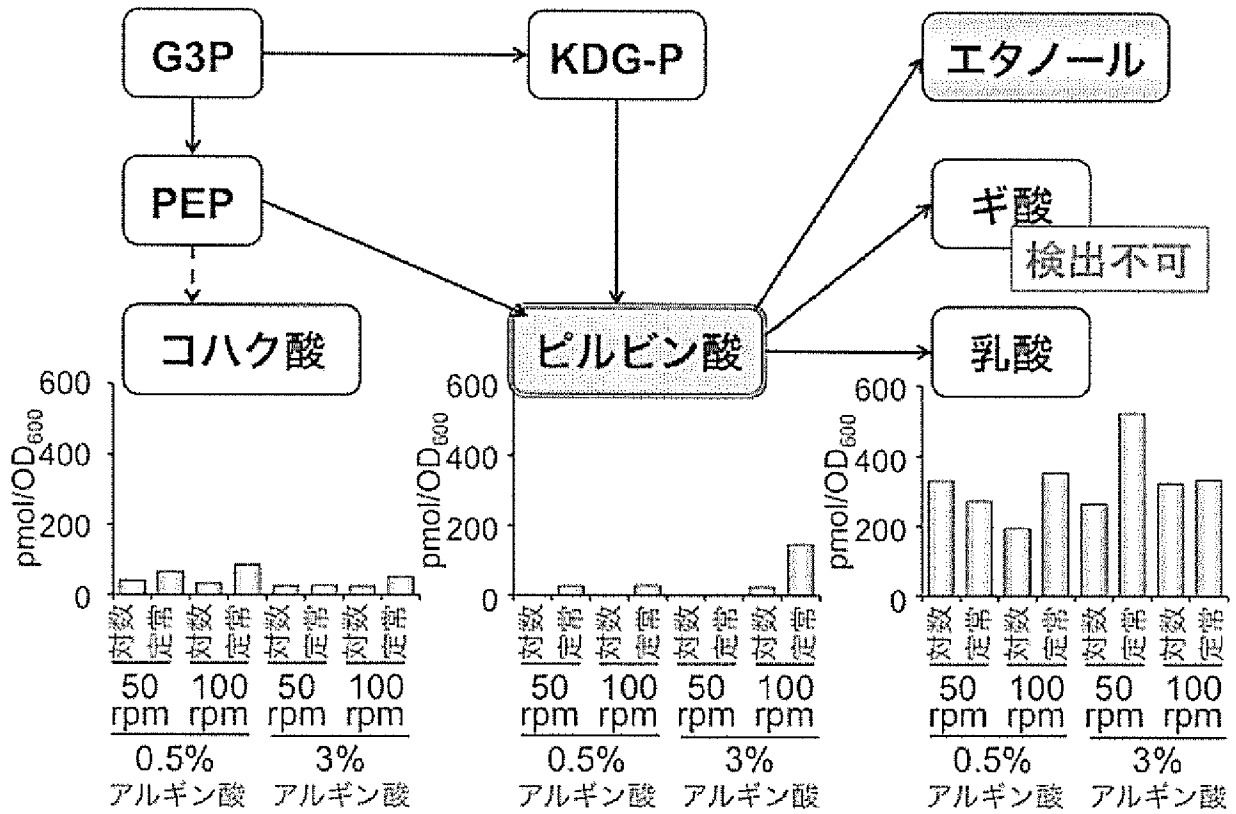 G3P
KDG-P
エタノール
PEP
ギ酸
検出不可
コハク酸
ピルビン酸
乳酸
600
400
200
0
pmol/OD600
対数 定常 対数 定常 対数 定常 対数 定常
50 100 50 100
rpm rpm rpm rpm
0.5% 3%
アルギン酸 アルギン酸
600
400
200
0
pmol/OD600
対数 定常 対数 定常 対数 定常 対数 定常
50 100 50 100
rpm rpm rpm rpm
0.5% 3%
アルギン酸 アルギン酸
600
400
200
0
pmol/OD600
対数 定常 対数 定常 対数 定常 対数 定常
50 100 50 100
rpm rpm rpm rpm
0.5% 3%
アルギン酸 アルギン酸